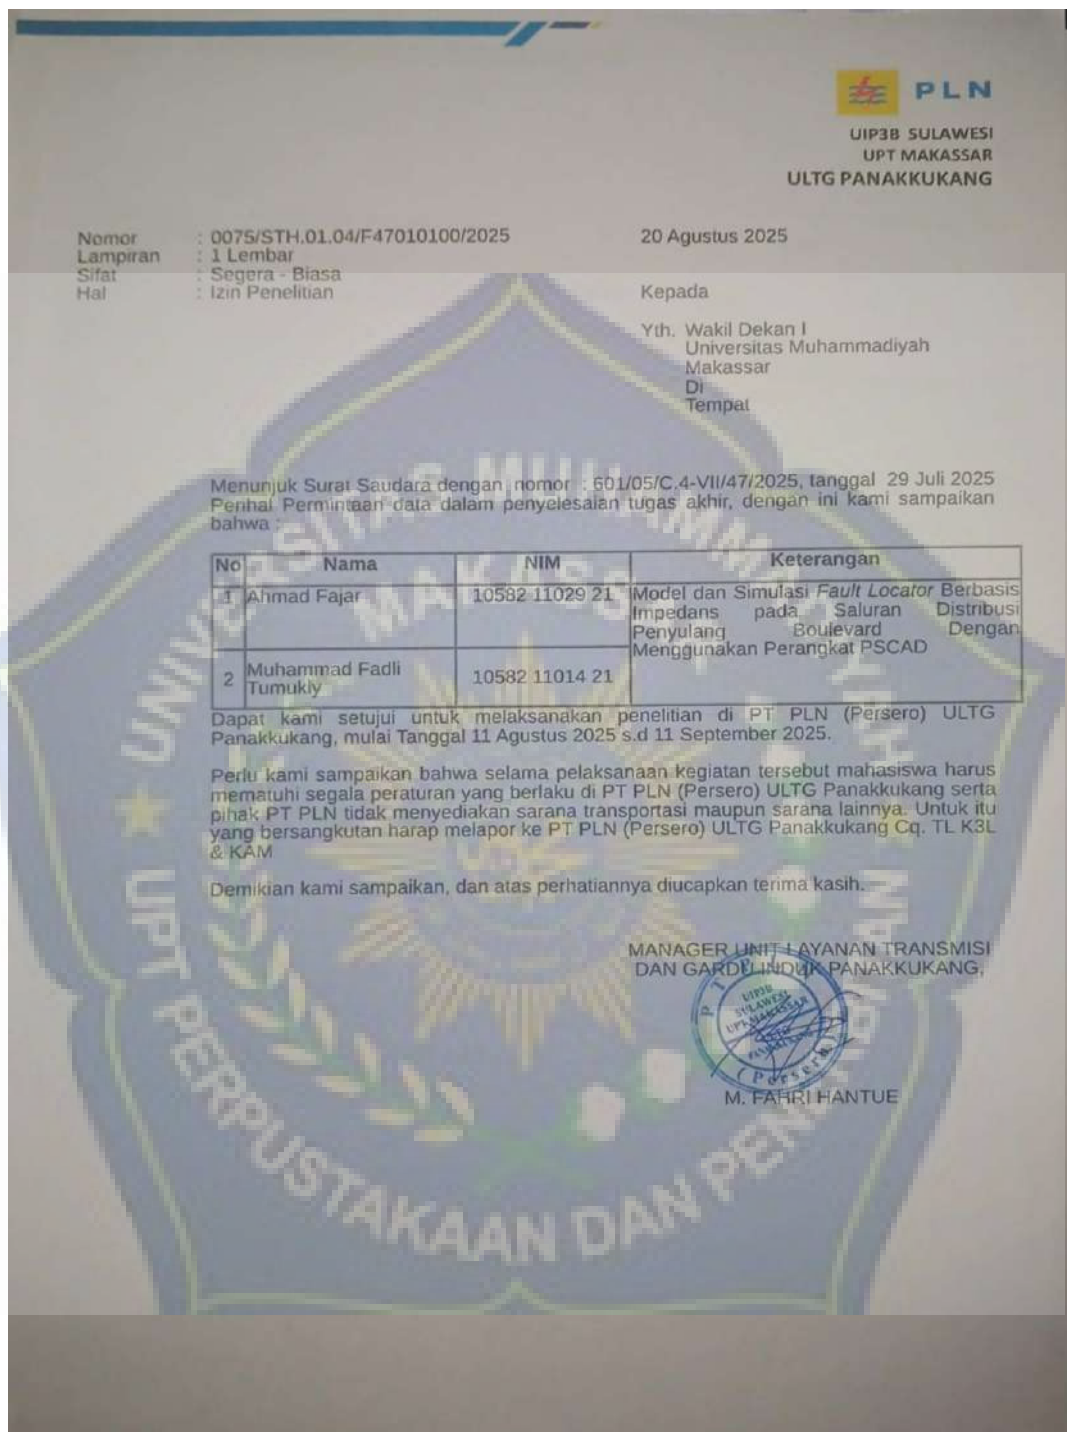 PLN
UIP3B SULAWESI
UPT MAKASSAR
ULTG PANAKKUKANG
Nomor : 0075/STH.01.04/F47010100/2025 20 Agustus 2025
Lampiran : 1 Lembar
Sifat : Segera - Biasa
Hal : Izin Penelitian Kepada
Yth. Wakil Dekan I
Universitas Muhammadiyah
Makassar
Di
Tempat
Menunjuk Surat Saudara dengan nomor : 601/05/C.4-VII/47/2025, tanggal 29 Juli 2025
Perihal Permintaan data dalam penyelesaian tugas akhir, dengan ini kami sampaikan
bahwa :
No Nama NIM Keterangan
1 Ahmad Fajar 10582 11029 21 Model dan Simulasi Fault Locator Berbasis
Impedans pada Saluran Distribusi
Penyulang Boulevard Dengan
Menggunakan Perangkat PSCAD
2 Muhammad Fadli
Tumukiy 10582 11014 21
Dapat kami setujui untuk melaksanakan penelitian di PT PLN (Persero) ULTG
Panakkukang, mulai Tanggal 11 Agustus 2025 s.d 11 September 2025.
Perlu kami sampaikan bahwa selama pelaksanaan kegiatan tersebut mahasiswa harus
mematuhi segala peraturan yang berlaku di PT PLN (Persero) ULTG Panakkukang serta
pihak PT PLN tidak menyediakan sarana transportasi maupun sarana lainnya. Untuk itu
yang bersangkutan harap melapor ke PT PLN (Persero) ULTG Panakkukang Cq. TL K3L
& KAM
Demikian kami sampaikan, dan atas perhatiannya diucapkan terima kasih.
MANAGER UNIT LAYANAN TRANSMISI
DAN GARDU INDUK PANAKKUKANG,
UIP3B
SULAWESI
UPT MAKASSAR
(Persero)
M. FAHRI HANTUE
UNIVERSITAS MUHAMMADIYAH
MAKASSAR
UPT PERPUSTAKAAN DAN PENERBITAN